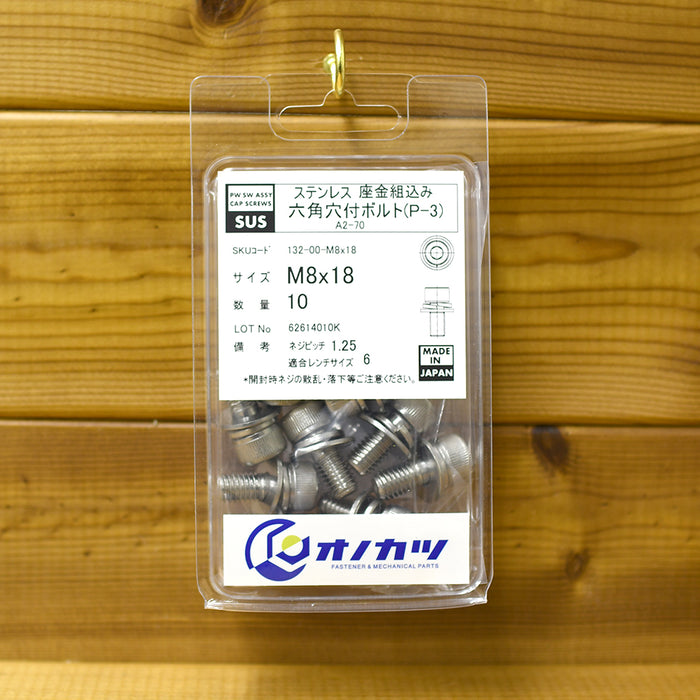 PW SW ASSY
CAP SCREWS
SUS
ステンレス 座金組込み
六角穴付ボルト(P-3)
A2-70
SKUコード 132-00-M8x18
サイズ M8x18
数量 10
LOT No 62614010K
備考 ネジピッチ 1.25
適合レンチサイズ 6
MADE
IN
JAPAN
*開封時ネジの散乱・落下等ご注意ください。
オノカツ
FASTENER & MECHANICAL PARTS